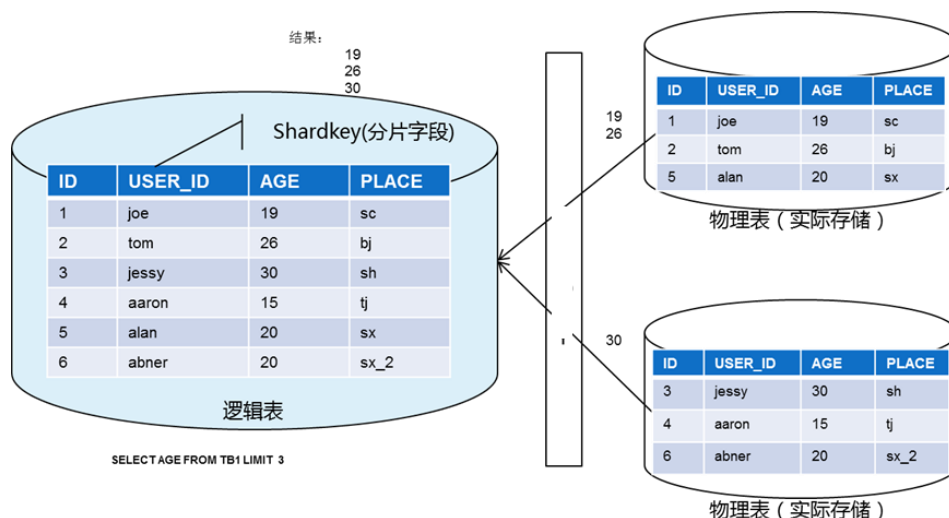 结果：
19
26
30
Shardkey(分片字段)
ID USER_ID AGE PLACE
1 joe 19 sc
2 tom 26 bj
3 jessy 30 sh
4 aaron 15 tj
5 alan 20 sx
6 abner 20 sx_2
逻辑表
SELECT AGE FROM TB1 LIMIT 3
19
26
30
ID USER_ID AGE PLACE
1 joe 19 sc
2 tom 26 bj
5 alan 20 sx
物理表（实际存储）
ID USER_ID AGE PLACE
3 jessy 30 sh
4 aaron 15 tj
6 abner 20 sx_2
物理表（实际存储）